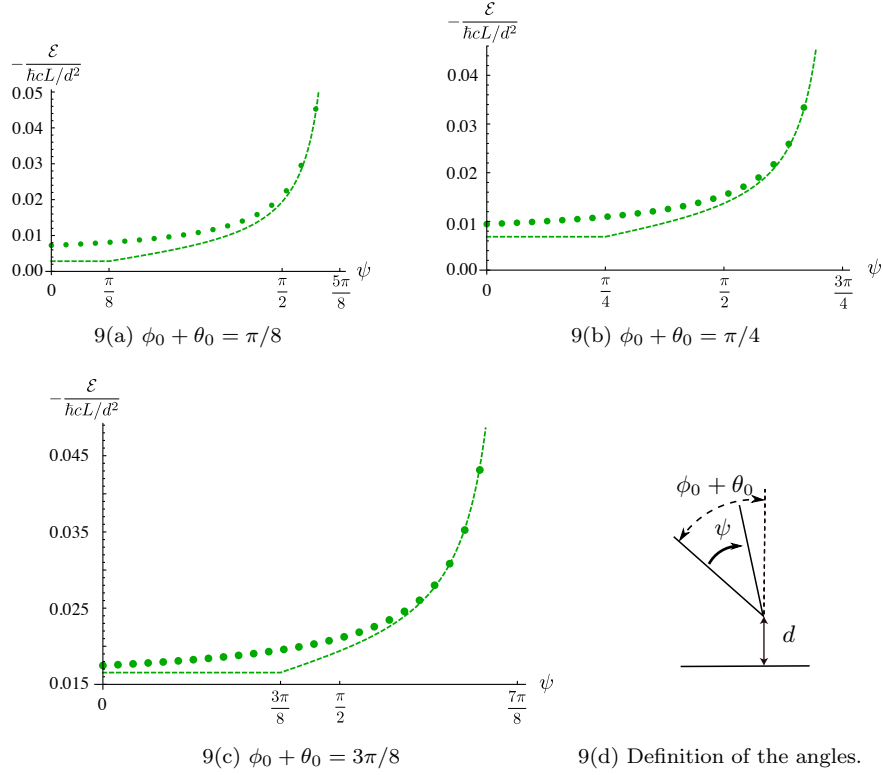 −ℰ/(ħcL/d²)
0.05
0.04
0.03
0.02
0.01
0.00
0
π/8
π/2
5π/8
ψ
9(a) ϕ₀ + θ₀ = π/8
−ℰ/(ħcL/d²)
0.04
0.03
0.02
0.01
0.00
0
π/4
π/2
3π/4
ψ
9(b) ϕ₀ + θ₀ = π/4
−ℰ/(ħcL/d²)
0.045
0.035
0.025
0.015
0
3π/8
π/2
7π/8
ψ
9(c) ϕ₀ + θ₀ = 3π/8
ϕ₀ + θ₀
ψ
d
9(d) Definition of the angles.